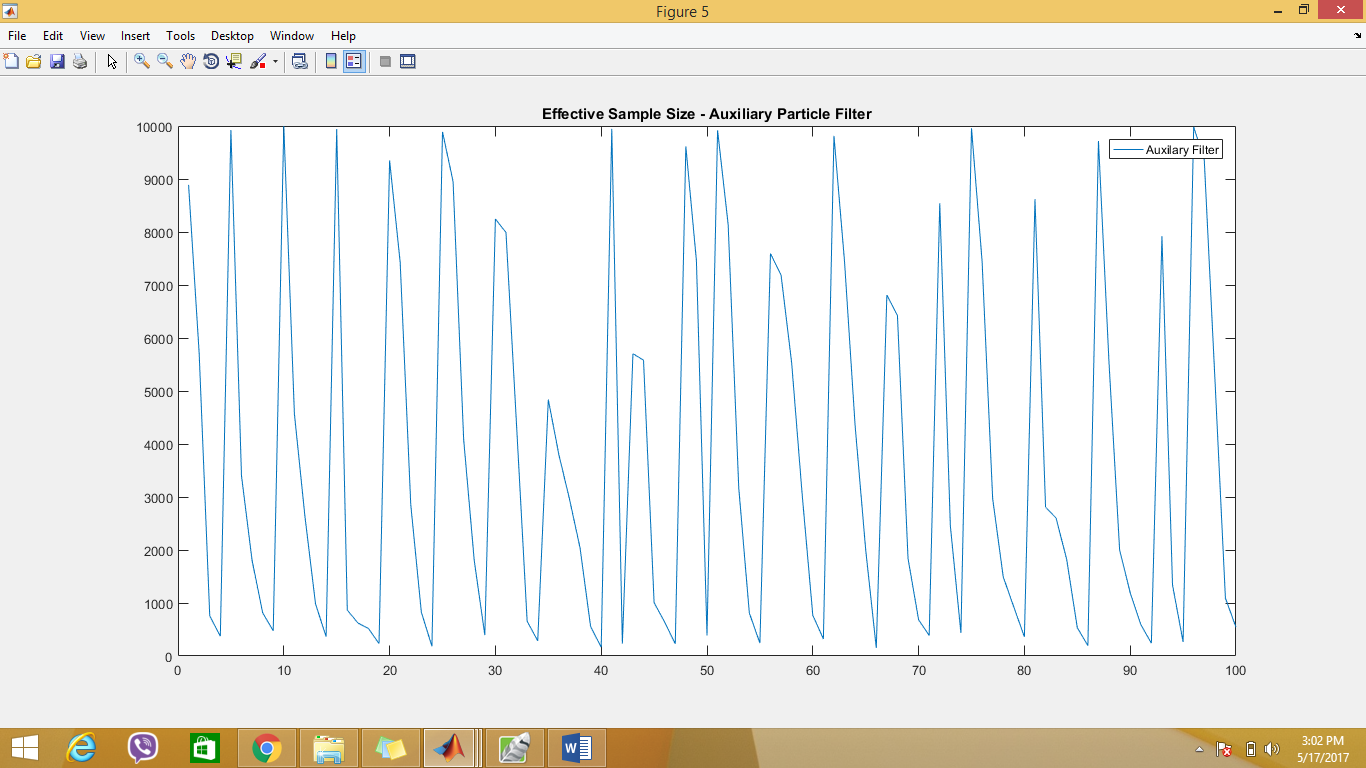 Figure 5
File Edit View Insert Tools Desktop Window Help
Effective Sample Size - Auxiliary Particle Filter
Auxilary Filter
10000
9000
8000
7000
6000
5000
4000
3000
2000
1000
0
0 10 20 30 40 50 60 70 80 90 100
3:02 PM
5/17/2017